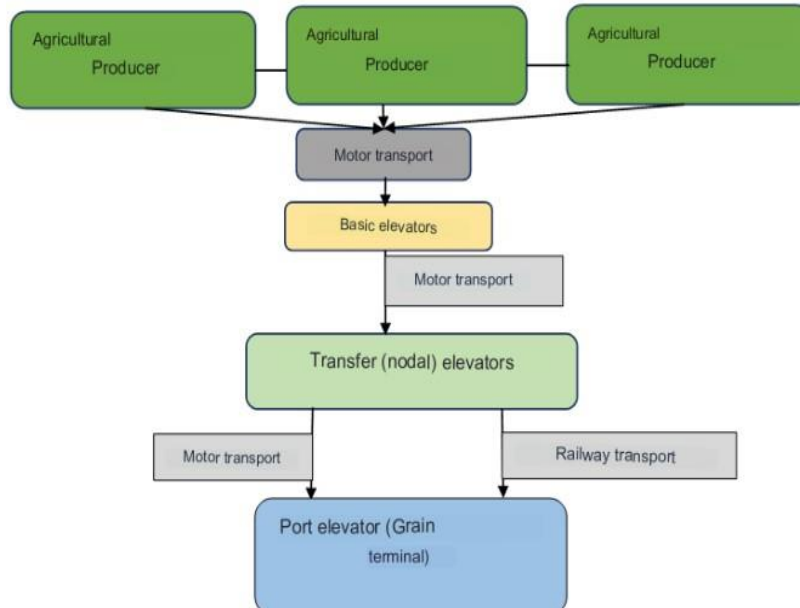 Agricultural
Producer
Agricultural
Producer
Agricultural
Producer
Motor transport
Basic elevators
Motor transport
Transfer (nodal) elevators
Motor transport
Railway transport
Port elevator (Grain
terminal)